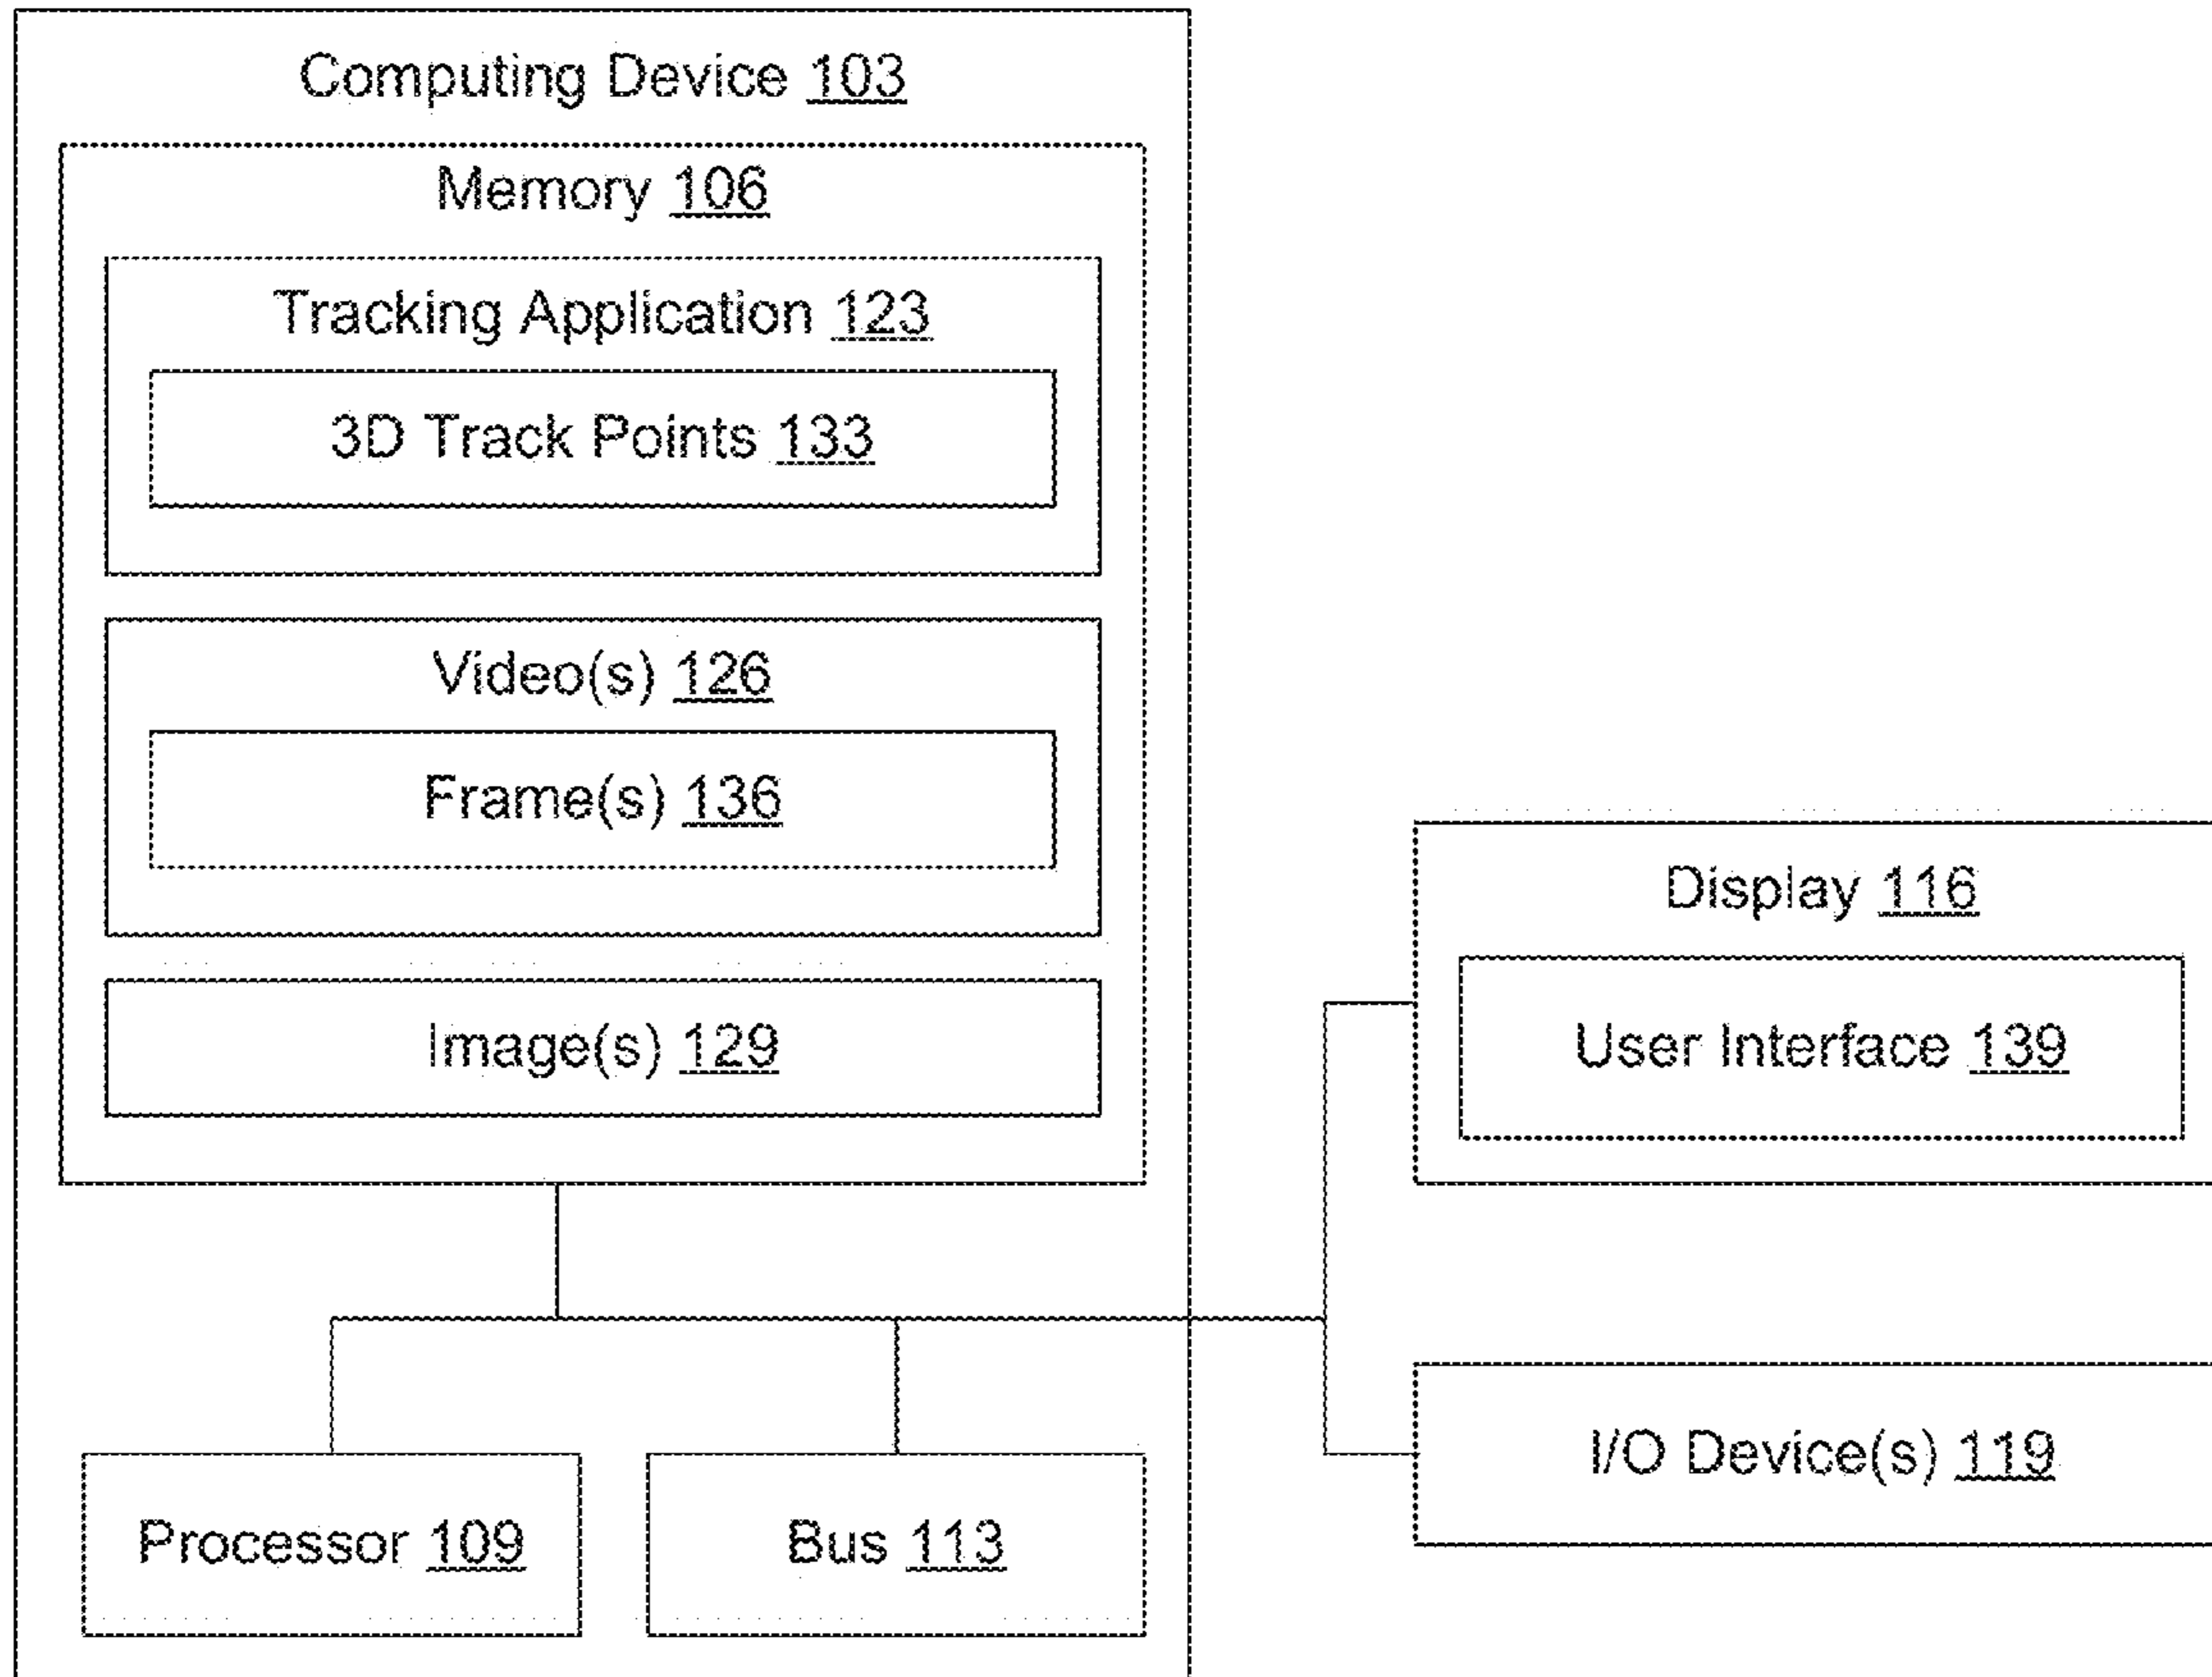 Computing Device 103
Memory 106
Tracking Application 123
3D Track Points 133
Video(s) 126
Frame(s) 136
Image(s) 129
Display 116
User Interface 139
I/O Device(s) 119
Processor 109
Bus 113